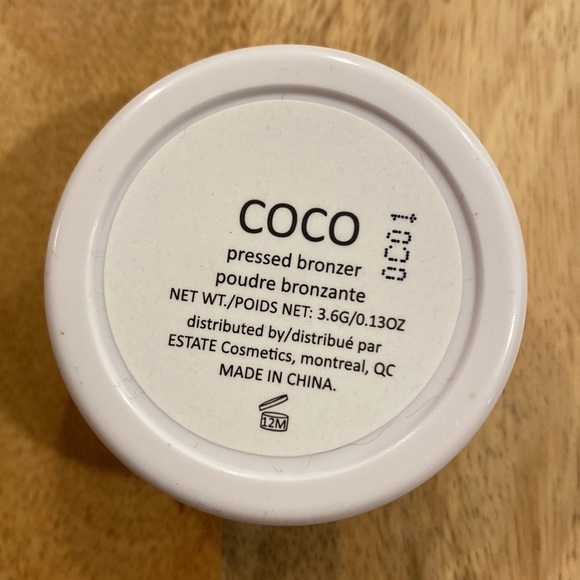 COCO
0C01
pressed bronzer
poudre bronzante
NET WT./POIDS NET: 3.6G/0.13OZ
distributed by/distribué par
ESTATE Cosmetics, montreal, QC
MADE IN CHINA.
12M